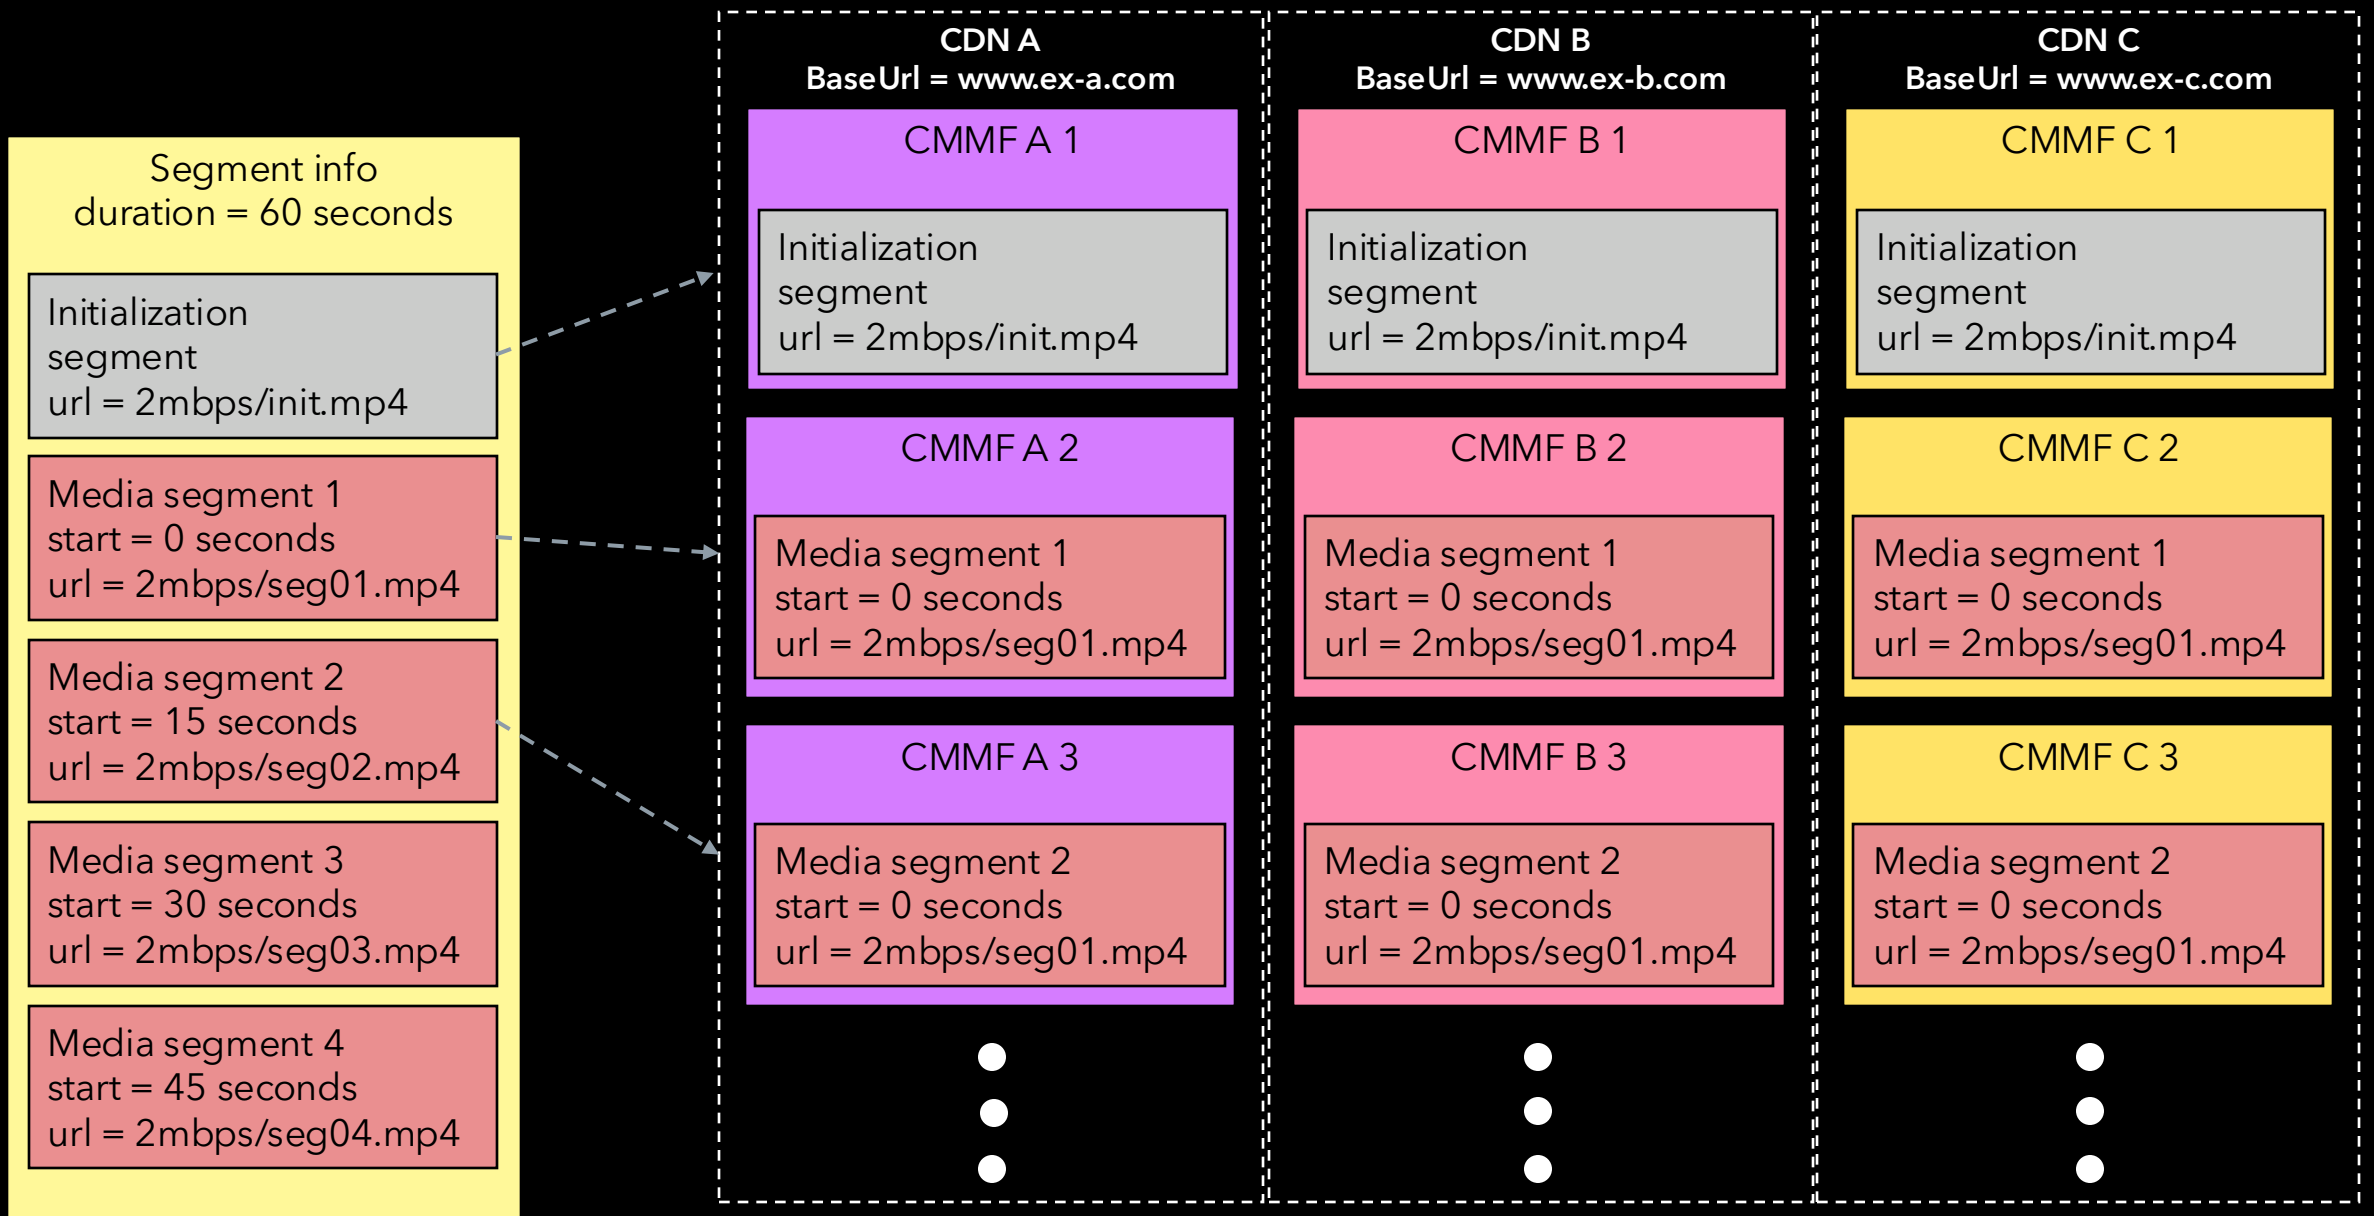 Segment info
duration = 60 seconds
Initialization
segment
url = 2mbps/init.mp4
Media segment 1
start = 0 seconds
url = 2mbps/seg01.mp4
Media segment 2
start = 15 seconds
url = 2mbps/seg02.mp4
Media segment 3
start = 30 seconds
url = 2mbps/seg03.mp4
Media segment 4
start = 45 seconds
url = 2mbps/seg04.mp4
CDN A
BaseUrl = www.ex-a.com
CMMF A 1
Initialization
segment
url = 2mbps/init.mp4
CMMF A 2
Media segment 1
start = 0 seconds
url = 2mbps/seg01.mp4
CMMF A 3
Media segment 2
start = 0 seconds
url = 2mbps/seg01.mp4
CDN B
BaseUrl = www.ex-b.com
CMMF B 1
Initialization
segment
url = 2mbps/init.mp4
CMMF B 2
Media segment 1
start = 0 seconds
url = 2mbps/seg01.mp4
CMMF B 3
Media segment 2
start = 0 seconds
url = 2mbps/seg01.mp4
CDN C
BaseUrl = www.ex-c.com
CMMF C 1
Initialization
segment
url = 2mbps/init.mp4
CMMF C 2
Media segment 1
start = 0 seconds
url = 2mbps/seg01.mp4
CMMF C 3
Media segment 2
start = 0 seconds
url = 2mbps/seg01.mp4